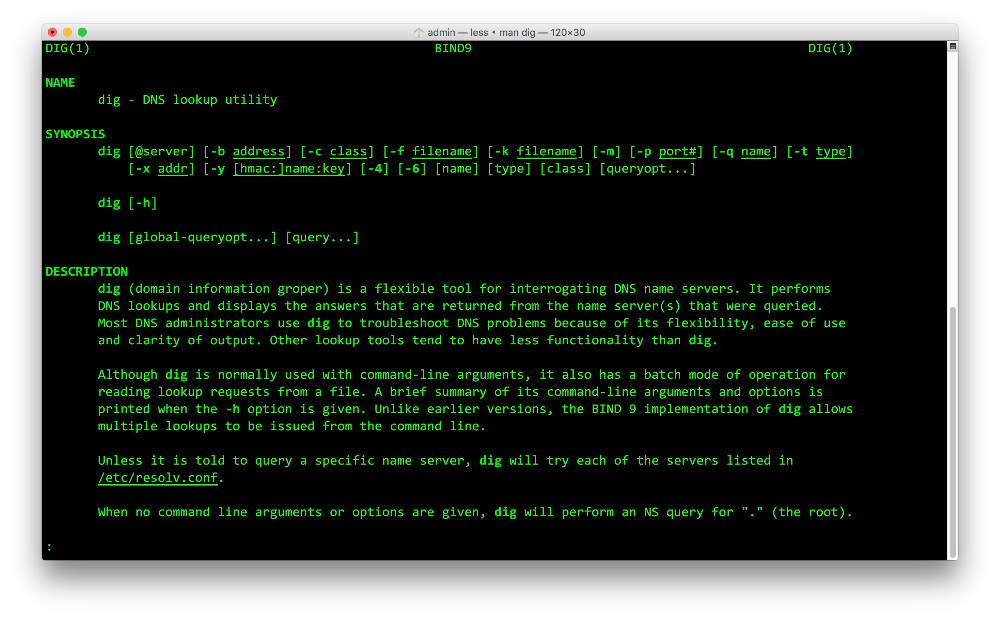 admin — less ◂ man dig — 120×30
DIG(1) BIND9 DIG(1)
NAME
dig - DNS lookup utility
SYNOPSIS
dig [@server] [-b address] [-c class] [-f filename] [-k filename] [-m] [-p port#] [-q name] [-t type]
[-x addr] [-y [hmac:]name:key] [-4] [-6] [name] [type] [class] [queryopt...]
dig [-h]
dig [global-queryopt...] [query...]
DESCRIPTION
dig (domain information groper) is a flexible tool for interrogating DNS name servers. It performs
DNS lookups and displays the answers that are returned from the name server(s) that were queried.
Most DNS administrators use dig to troubleshoot DNS problems because of its flexibility, ease of use
and clarity of output. Other lookup tools tend to have less functionality than dig.
Although dig is normally used with command-line arguments, it also has a batch mode of operation for
reading lookup requests from a file. A brief summary of its command-line arguments and options is
printed when the -h option is given. Unlike earlier versions, the BIND 9 implementation of dig allows
multiple lookups to be issued from the command line.
Unless it is told to query a specific name server, dig will try each of the servers listed in
/etc/resolv.conf.
When no command line arguments or options are given, dig will perform an NS query for "." (the root).
: